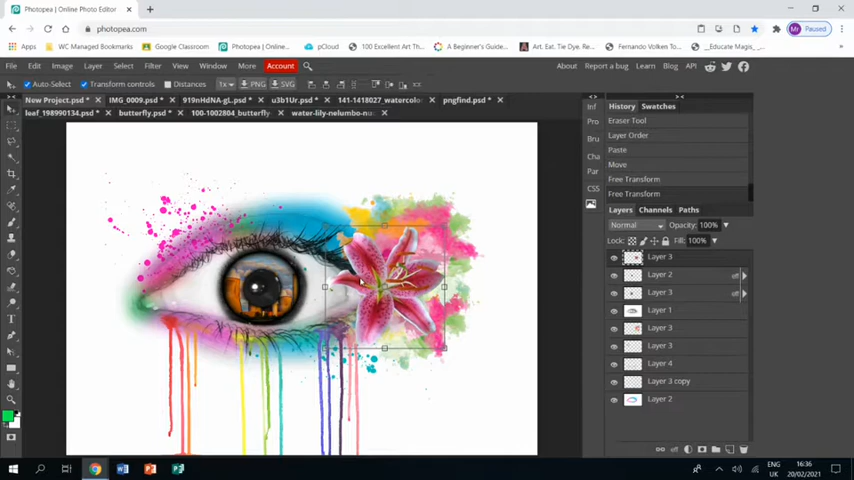 Photopea | Online Photo Editor
photopea.com
Mr Paused
Apps WC Managed Bookmarks Google Classroom Photopea | Online P... pCloud 100 Excellent Art Th... A Beginner's Guide... Art. Eat. Tie Dye. Re... Fernando Volken To... __Educate_Magis_...
File Edit Image Layer Select Filter View Window More Account About Report a bug Learn Blog API
Auto-Select Transform controls Distances 1x PNG SVG
New Project.psd * IMG_0009.psd * 919nHdNA-gL.psd * u3b1Ur.psd * 141-1418027_watercolo pngfind.psd *
leaf_198990134.psd * butterfly.psd * 100-1002804_butterfly water-lily-nelumbo-nu
Inf
Pro
Bru
Cha
Par
CSS
History Swatches
Eraser Tool
Layer Order
Paste
Move
Free Transform
Free Transform
Layers Channels Paths
Normal Opacity: 100%
Lock: Fill: 100%
Layer 3
Layer 2
Layer 3
Layer 1
Layer 3
Layer 3
Layer 4
Layer 3 copy
Layer 2
eff
eff
ENG
UK
16:36
20/02/2021